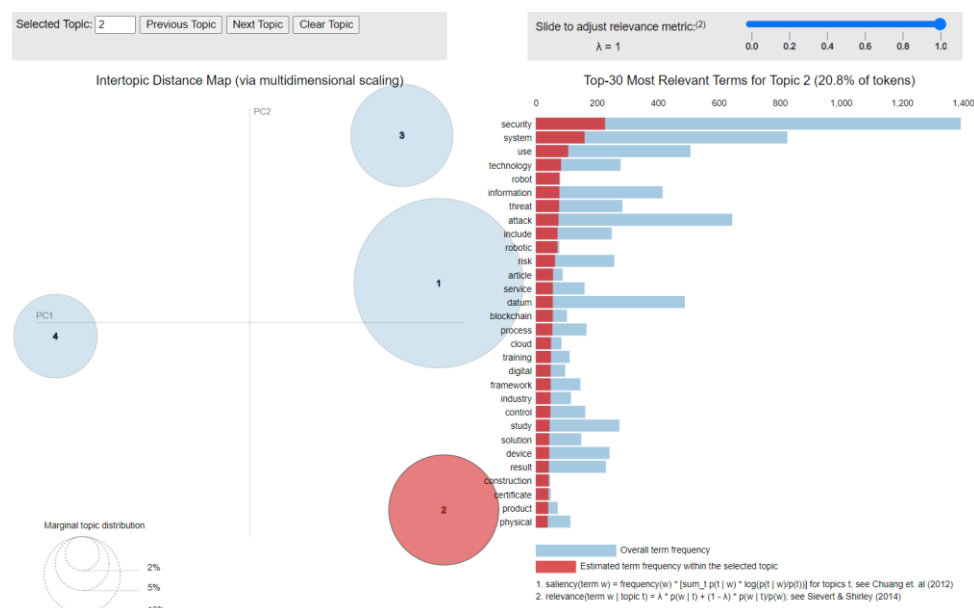 Selected Topic: 2 Previous Topic Next Topic Clear Topic
Slide to adjust relevance metric:(2)
λ = 1
0.0 0.2 0.4 0.6 0.8 1.0
Intertopic Distance Map (via multidimensional scaling)
PC2
PC1
3
1
4
2
Marginal topic distribution
2%
5%
Top-30 Most Relevant Terms for Topic 2 (20.8% of tokens)
0 200 400 600 800 1,000 1,200 1,400
security
system
use
technology
robot
information
threat
attack
include
robotic
risk
article
service
datum
blockchain
process
cloud
training
digital
framework
industry
control
study
solution
device
result
construction
certificate
product
physical
Overall term frequency
Estimated term frequency within the selected topic
1. saliency(term w) = frequency(w) * [sum_t p(t | w) * log(p(t | w)/p(t))] for topics t; see Chuang et. al (2012)
2. relevance(term w | topic t) = λ * p(w | t) + (1 - λ) * p(w | t)/p(w); see Sievert & Shirley (2014)